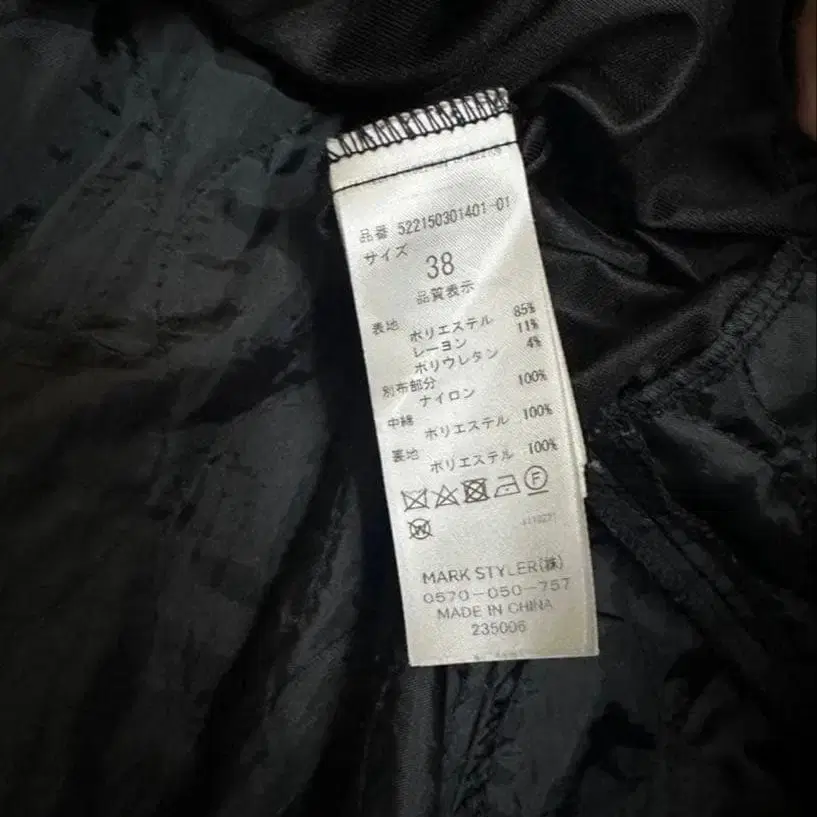 品番 522150301401-01
サイズ
38
品質表示
表地 ポリエステル 85%
レーヨン 11%
ポリウレタン 4%
別布部分
ナイロン 100%
中綿 ポリエステル 100%
裏地 ポリエステル 100%
F
W
MARK STYLER(株)
0570-050-757
MADE IN CHINA
235006